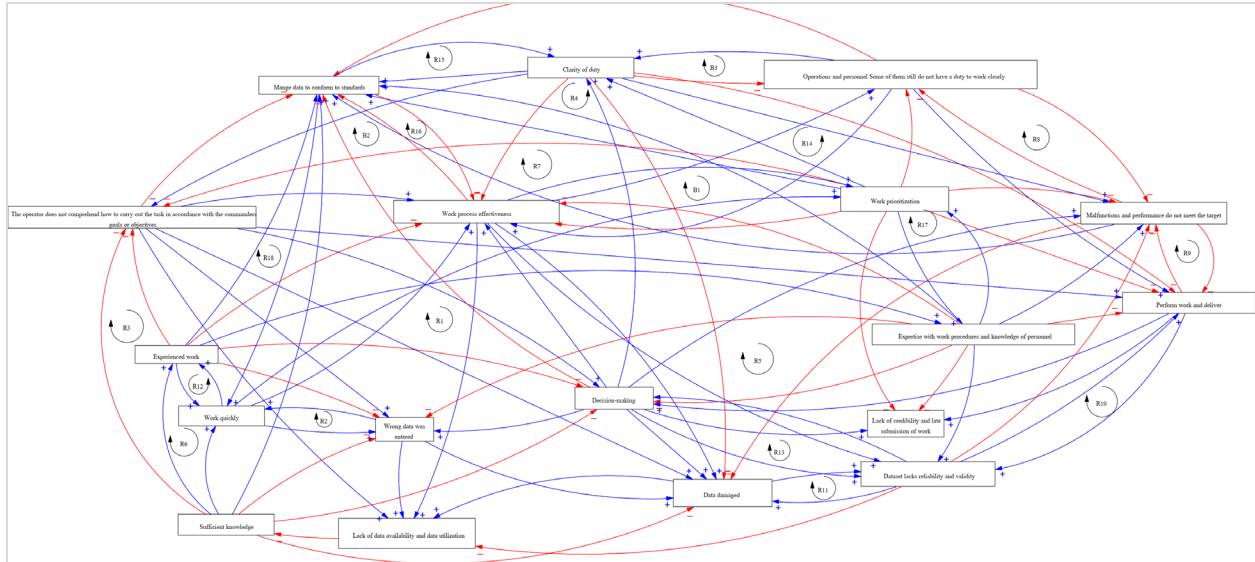 R15
Clarity of duty
B3
Operations and personnel Some of them still do not have a duty to work clearly
Mange data to conform to standards
R4
B2
R16
R14
R8
R7
B1
The operator does not comprehend how to carry out the task in accordance with the commanders
goals or objectives
Work process effectiveness
Work prioritization
Malfunctions and performance do not meet the target
R17
R18
R9
Perform work and deliver
R3
R1
Expertise with work procedures and knowledge of personnel
Experienced work
R5
R12
Decision-making
R10
Work quickly
R2
Wrong data was
entered
Lack of credibility and late
submission of work
R6
R13
Dataset lacks reliability and validity
R11
Data damaged
Sufficient knowledge
Lack of data availability and data utilization